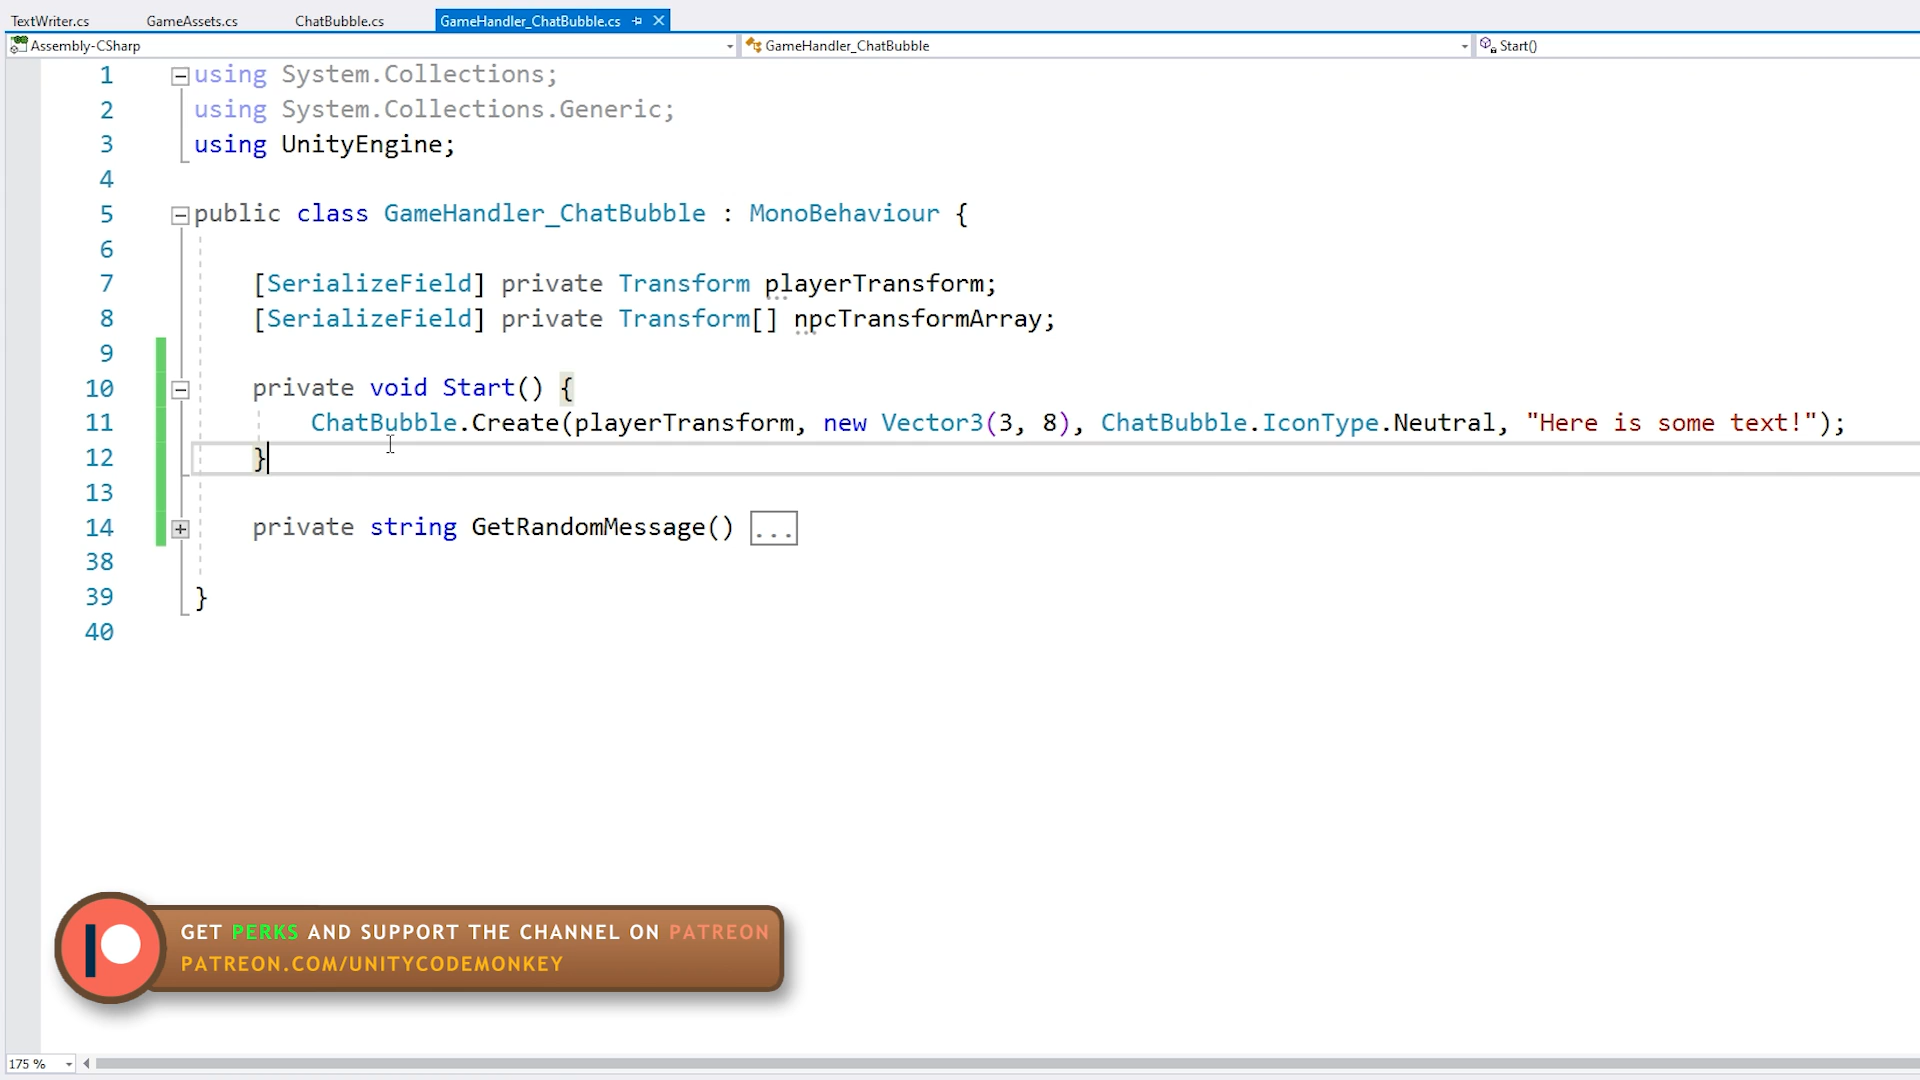 TextWriter.cs GameAssets.cs ChatBubble.cs GameHandler_ChatBubble.cs
Assembly-CSharp GameHandler_ChatBubble Start()
1 using System.Collections;
2 using System.Collections.Generic;
3 using UnityEngine;
4
5 public class GameHandler_ChatBubble : MonoBehaviour {
6
7 [SerializeField] private Transform playerTransform;
8 [SerializeField] private Transform[] npcTransformArray;
9
10 private void Start() {
11 ChatBubble.Create(playerTransform, new Vector3(3, 8), ChatBubble.IconType.Neutral, "Here is some text!");
12 }
13
14 private string GetRandomMessage() ...
38
39 }
40
GET PERKS AND SUPPORT THE CHANNEL ON PATREON
PATREON.COM/UNITYCODEMONKEY
175 %